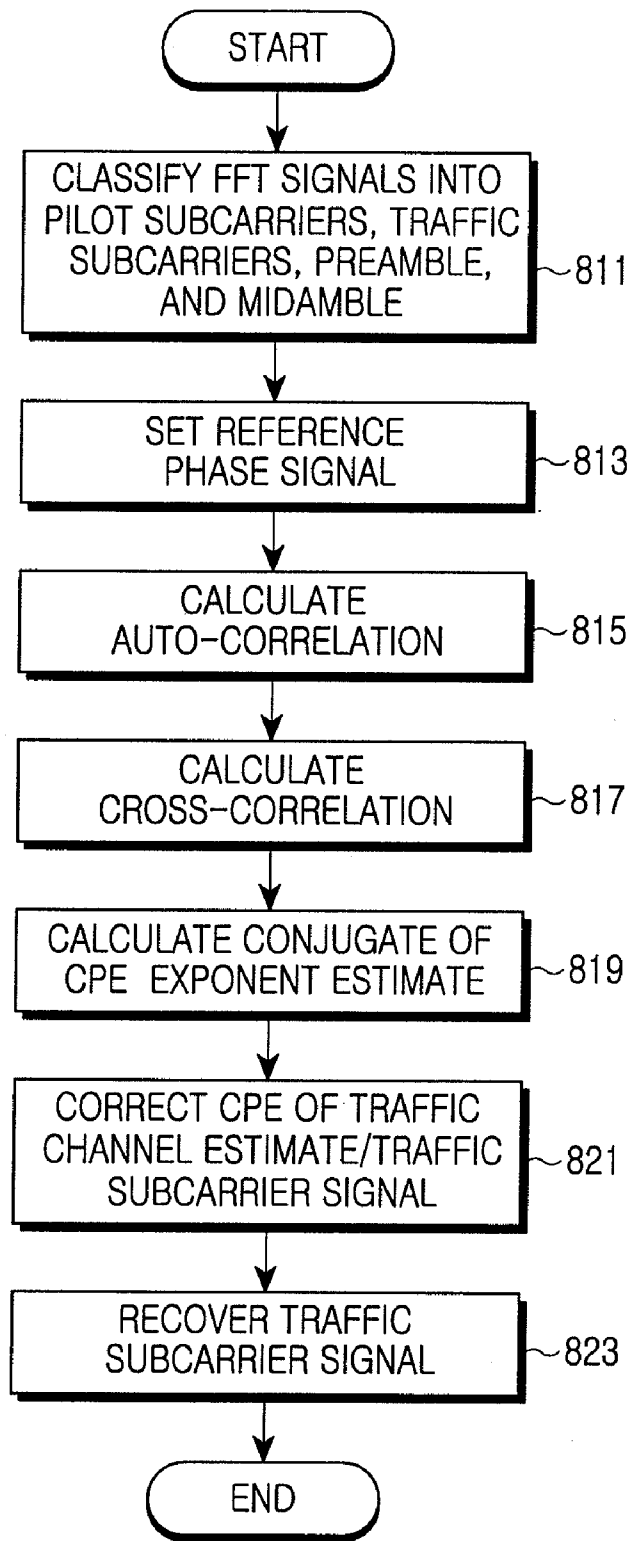 START
CLASSIFY FFT SIGNALS INTO
PILOT SUBCARRIERS, TRAFFIC
SUBCARRIERS, PREAMBLE,
AND MIDAMBLE
811
SET REFERENCE
PHASE SIGNAL
813
CALCULATE
AUTO-CORRELATION
815
CALCULATE
CROSS-CORRELATION
817
CALCULATE CONJUGATE OF
CPE EXPONENT ESTIMATE
819
CORRECT CPE OF TRAFFIC
CHANNEL ESTIMATE/TRAFFIC
SUBCARRIER SIGNAL
821
RECOVER TRAFFIC
SUBCARRIER SIGNAL
823
END